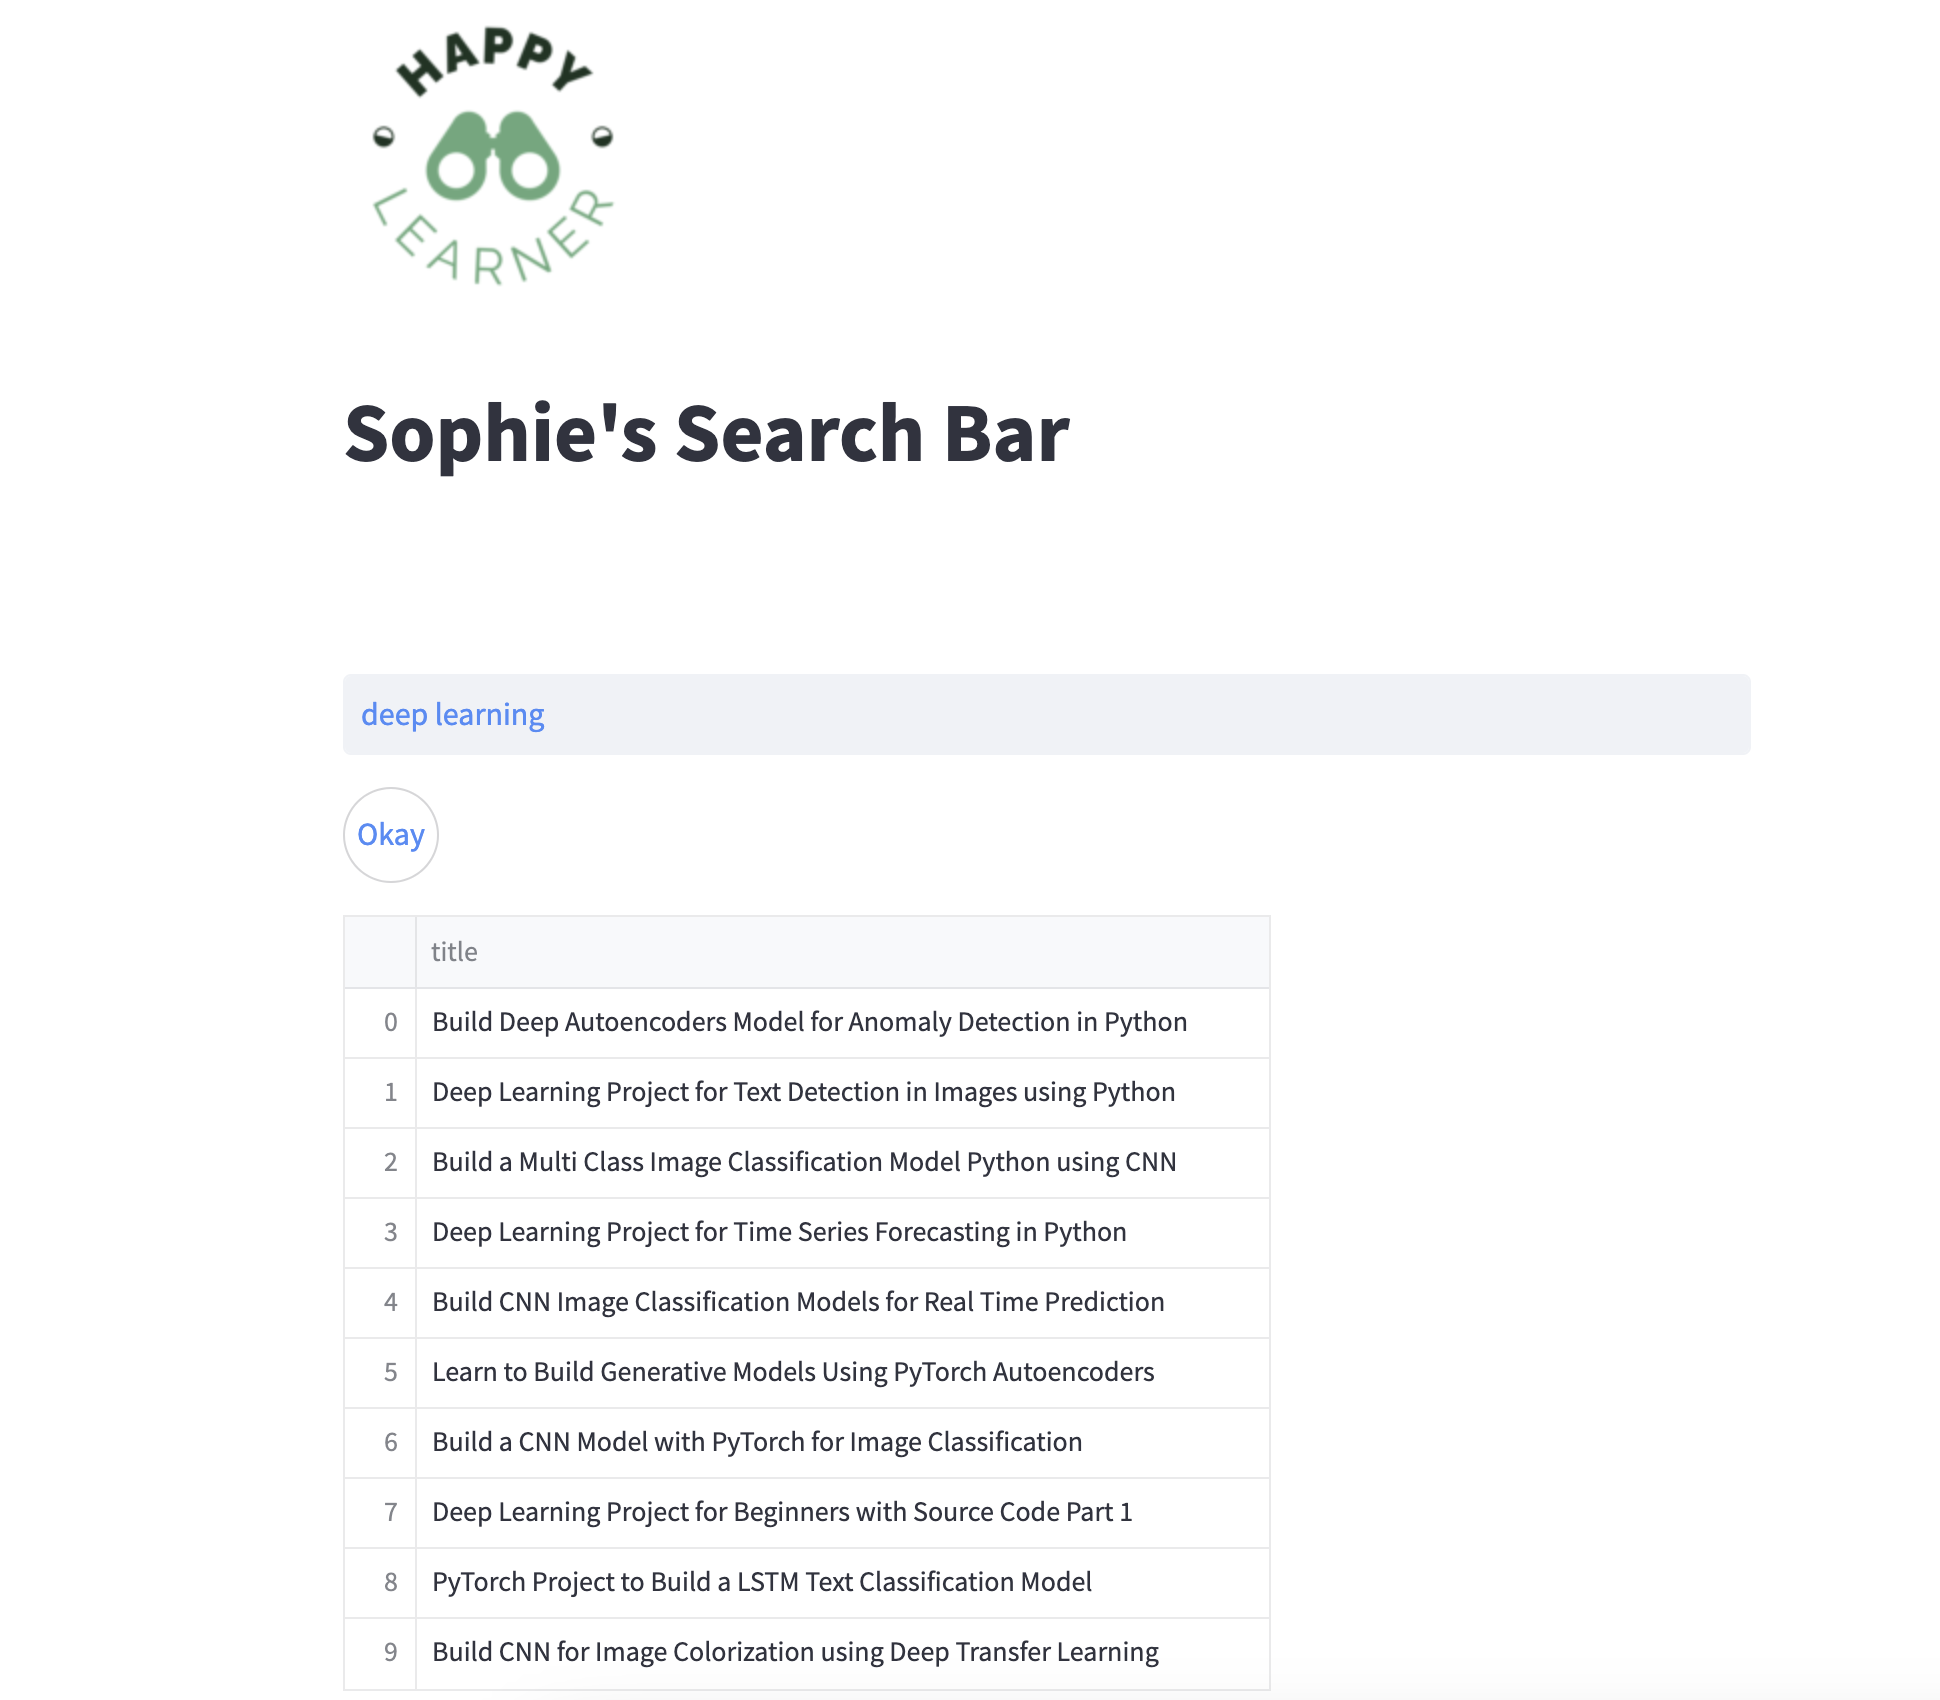 HAPPY
LEARNER
Sophie's Search Bar
deep learning
Okay
title
0 Build Deep Autoencoders Model for Anomaly Detection in Python
1 Deep Learning Project for Text Detection in Images using Python
2 Build a Multi Class Image Classification Model Python using CNN
3 Deep Learning Project for Time Series Forecasting in Python
4 Build CNN Image Classification Models for Real Time Prediction
5 Learn to Build Generative Models Using PyTorch Autoencoders
6 Build a CNN Model with PyTorch for Image Classification
7 Deep Learning Project for Beginners with Source Code Part 1
8 PyTorch Project to Build a LSTM Text Classification Model
9 Build CNN for Image Colorization using Deep Transfer Learning